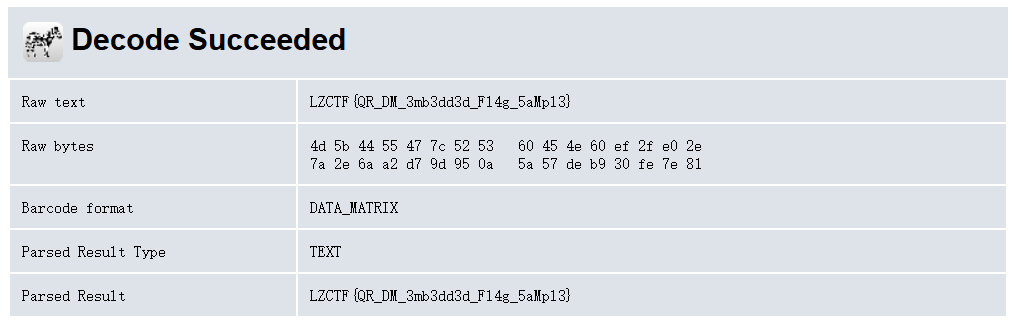 Decode Succeeded
Raw text LZCTF{QR_DM_3mb3dd3d_F14g_5aMp13}
Raw bytes 4d 5b 44 55 47 7c 52 53 60 45 4e 60 ef 2f e0 2e
7a 2e 6a a2 d7 9d 95 0a 5a 57 de b9 30 fe 7e 81
Barcode format DATA_MATRIX
Parsed Result Type TEXT
Parsed Result LZCTF{QR_DM_3mb3dd3d_F14g_5aMp13}